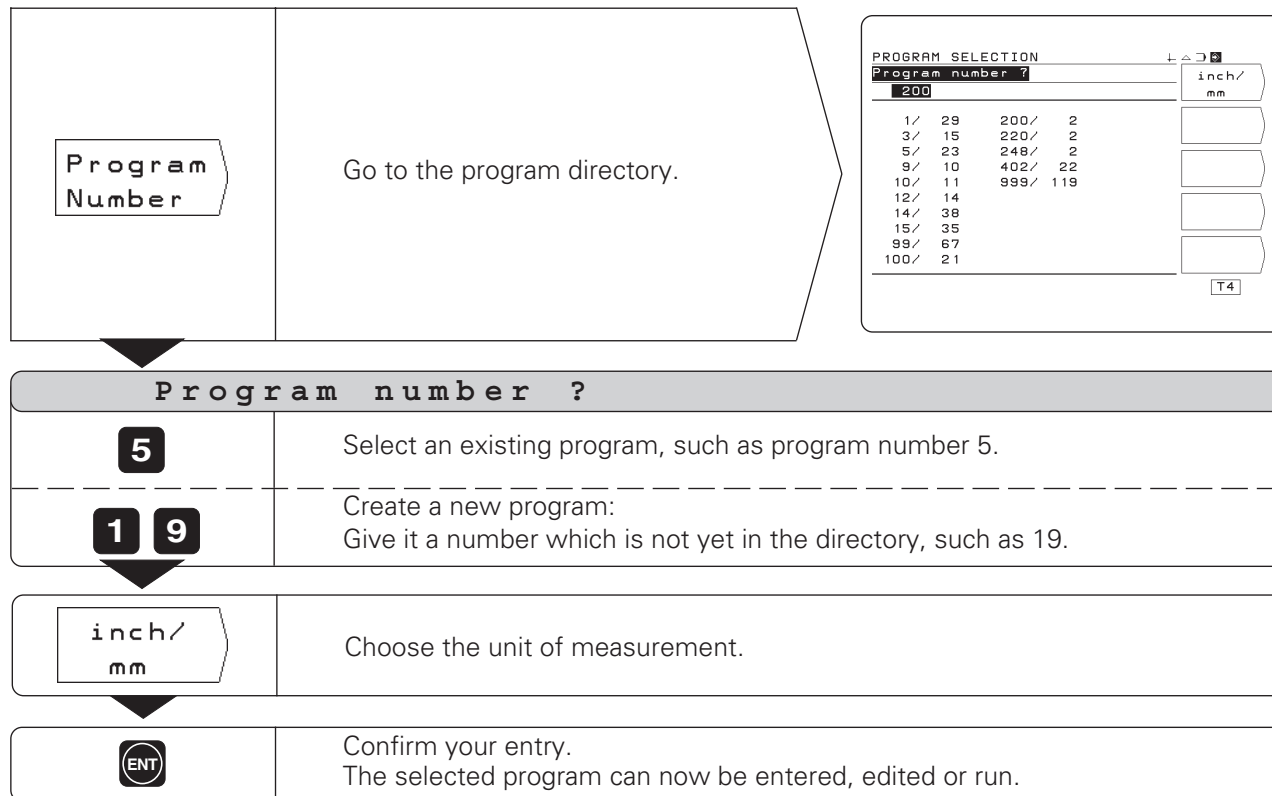 Program
Number
Go to the program directory.
PROGRAM SELECTION
Program number ?
200
inch/
mm
1/ 29 200/ 2
3/ 15 220/ 2
5/ 23 248/ 2
9/ 10 402/ 22
10/ 11 999/ 119
12/ 14
14/ 38
15/ 35
99/ 67
100/ 21
T4
Program number ?
5
Select an existing program, such as program number 5.
1 9
Create a new program:
Give it a number which is not yet in the directory, such as 19.
inch/
mm
Choose the unit of measurement.
ENT
Confirm your entry.
The selected program can now be entered, edited or run.